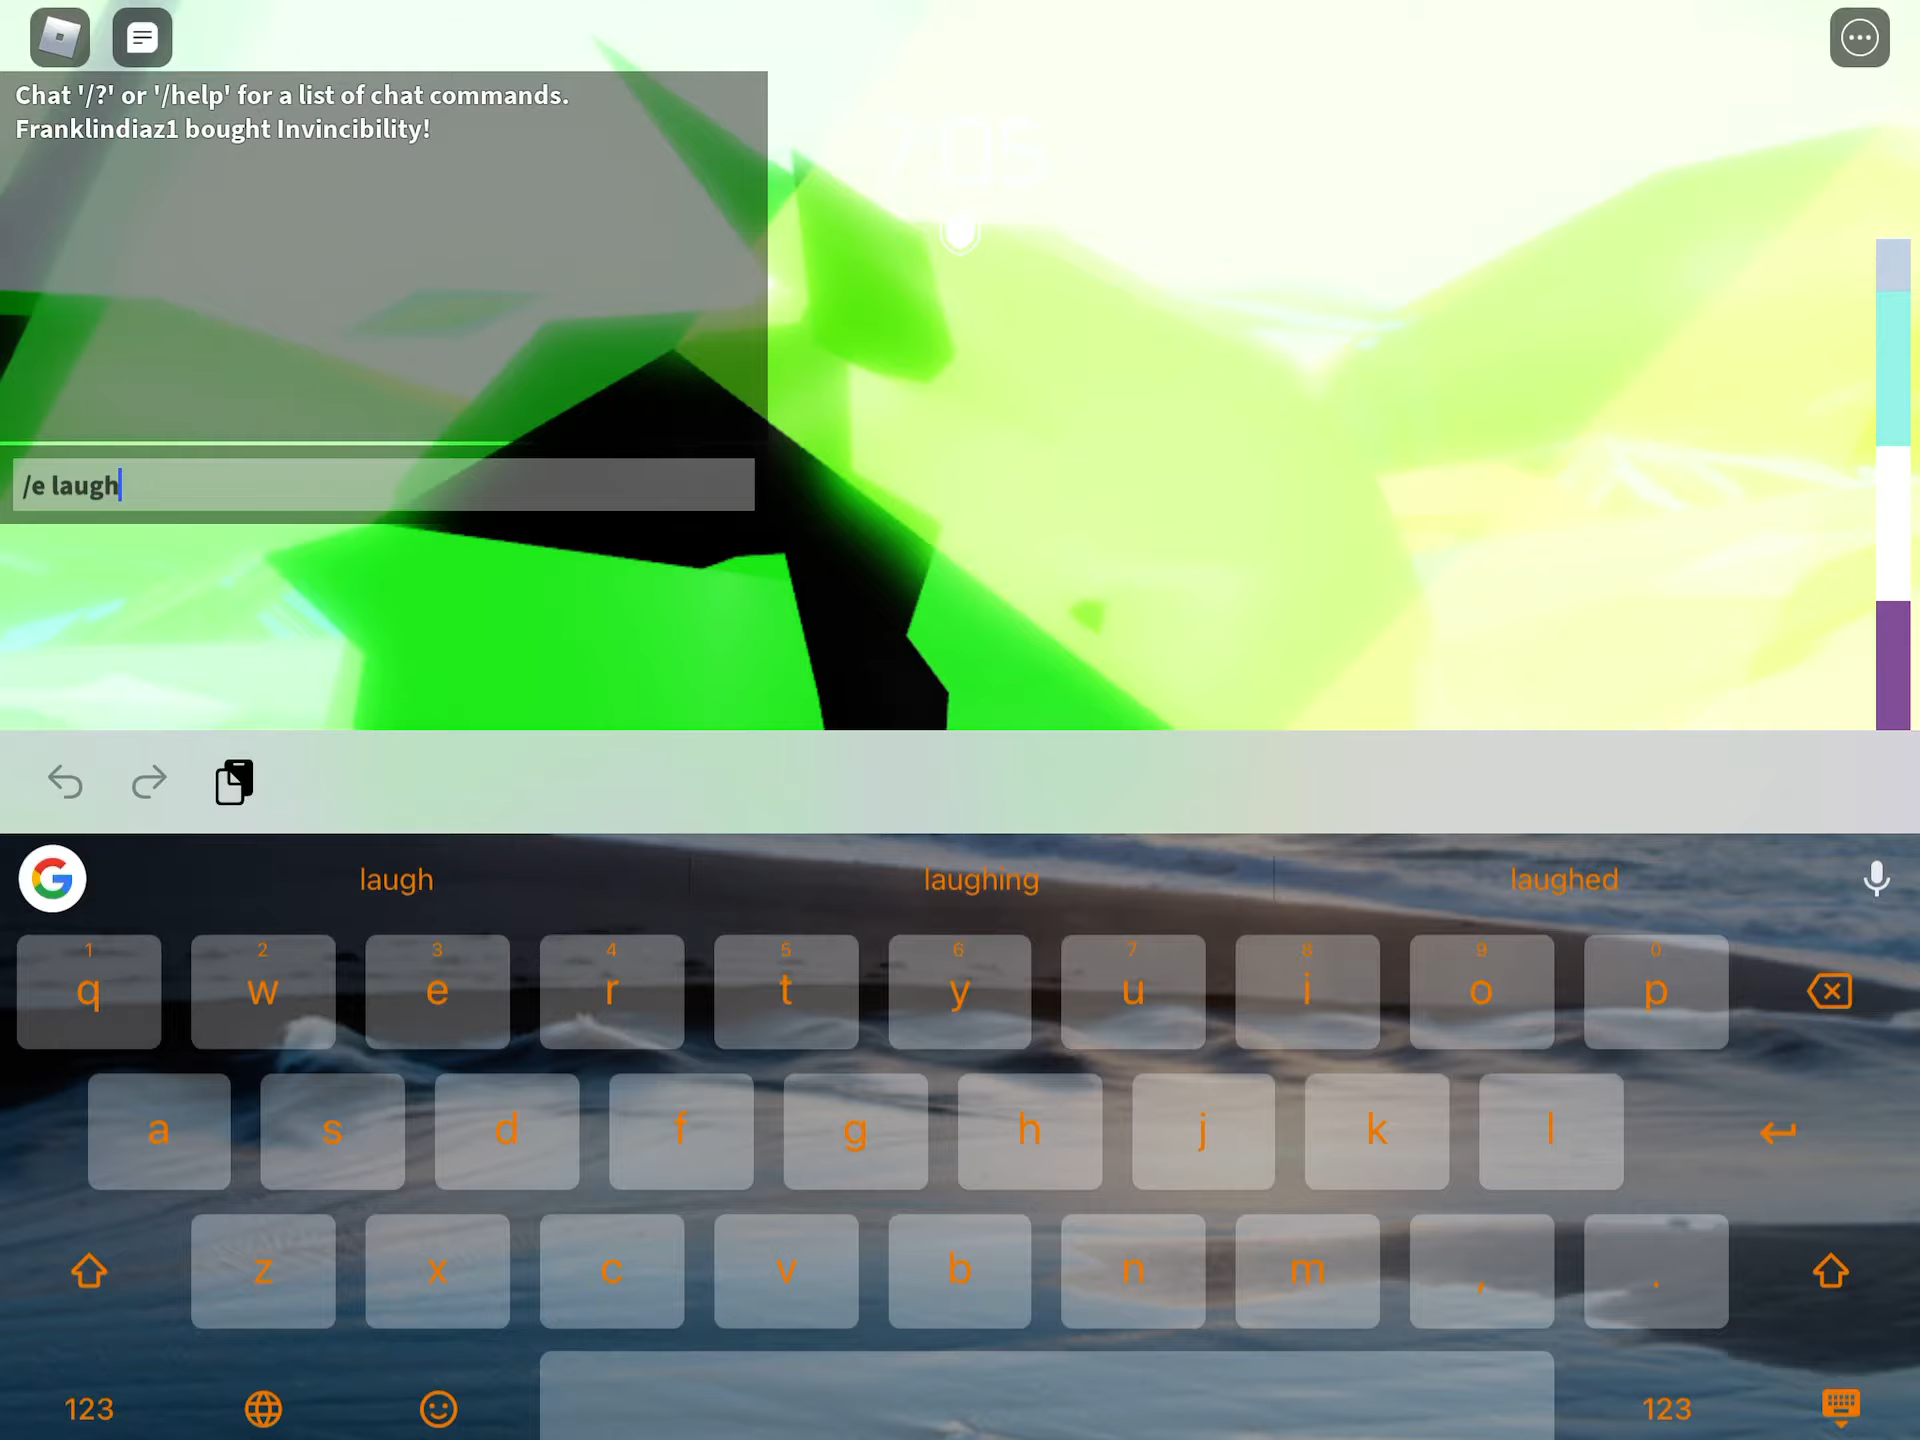 Chat '/?' or '/help' for a list of chat commands.
Franklindiaz1 bought Invincibility!
/e laugh
laugh laughing laughed
1 2 3 4 5 6 7 8 9 0
q w e r t y u i o p
a s d f g h j k l
z x c v b n m , .
123 123